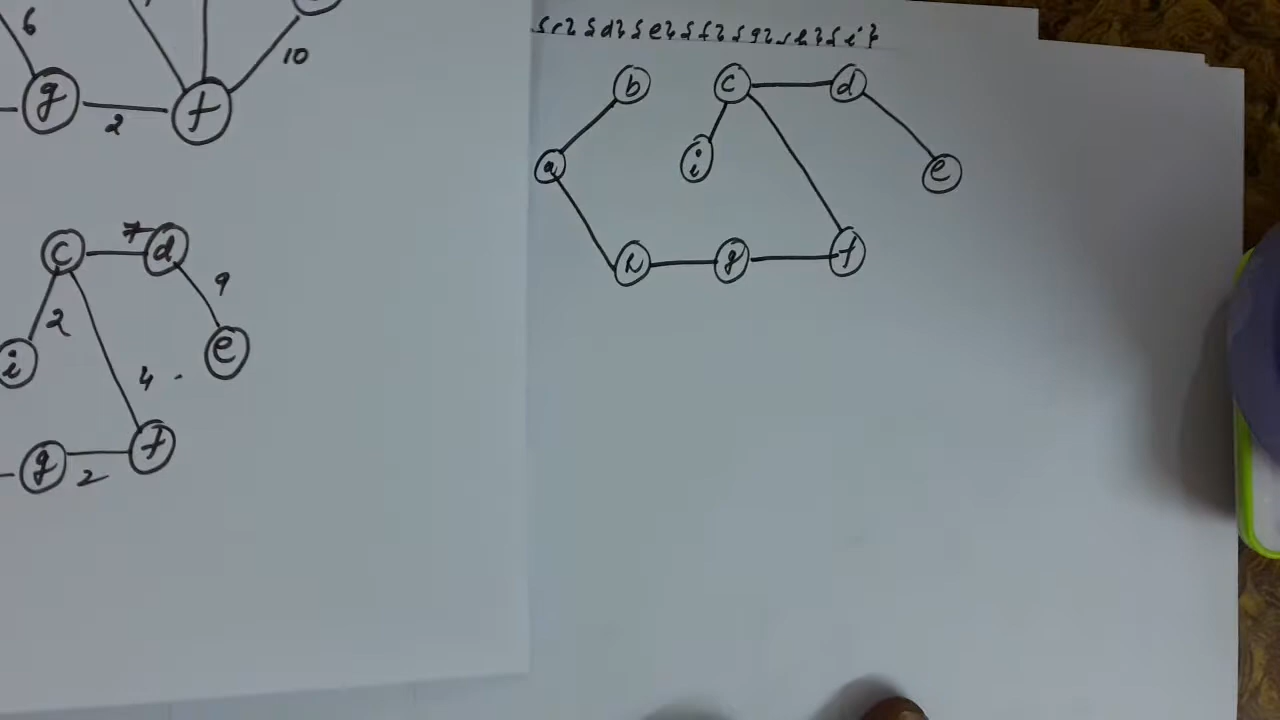 6
10
g
2
f
c
7
d
9
2
i
e
4
g
2
f
{c} {d} {e} {f} {g} {h} {i}
b
c
d
a
i
e
h
g
f